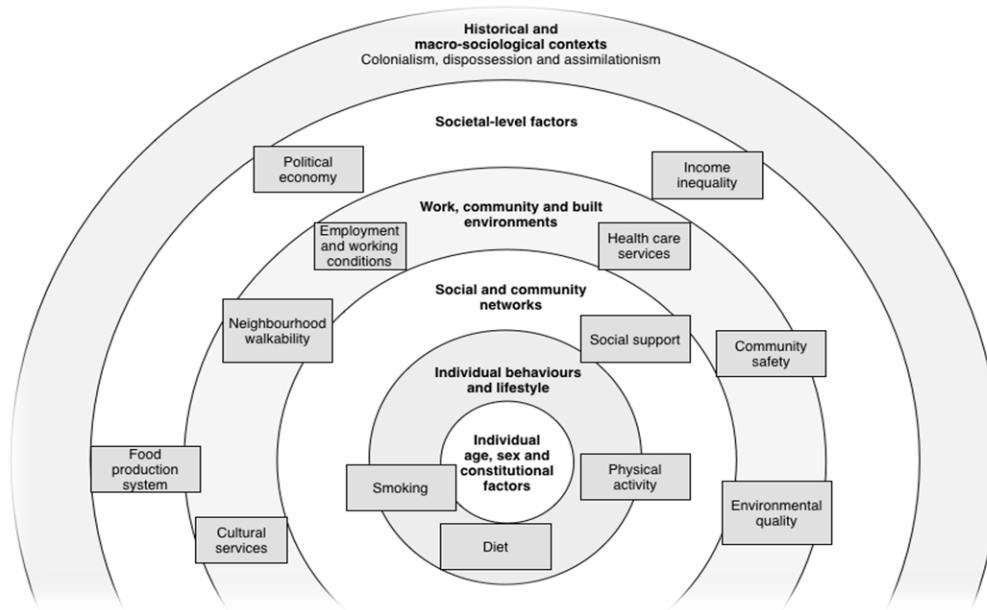 Historical and
macro-sociological contexts
Colonialism, dispossession and assimilationism
Societal-level factors
Political
economy
Income
inequality
Work, community and built
environments
Employment
and working
conditions
Health care
services
Social and community
networks
Neighbourhood
walkability
Social support
Community
safety
Individual behaviours
and lifestyle
Individual
age, sex and
constitutional
factors
Food
production
system
Smoking
Physical
activity
Environmental
quality
Cultural
services
Diet